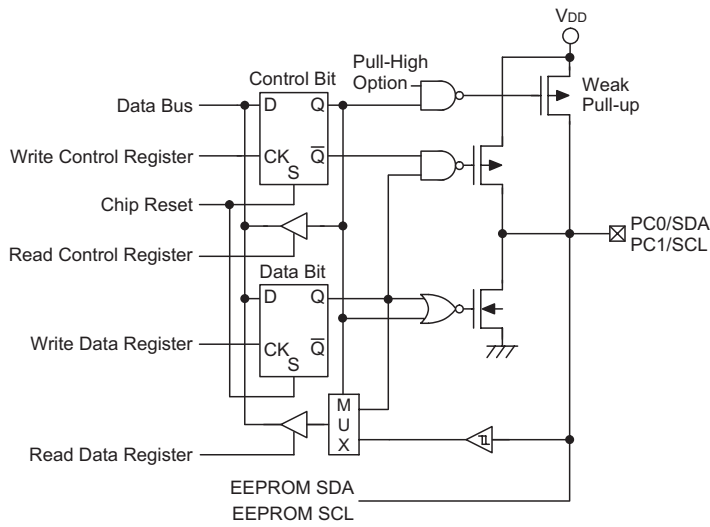 VDD
Pull-High
Option
Control Bit
Weak
Pull-up
Data Bus
D
Q
Write Control Register
CK
Q̅
S
Chip Reset
PC0/SDA
PC1/SCL
Read Control Register
Data Bit
D
Q
Write Data Register
CK
Q̅
S
M
U
X
Read Data Register
EEPROM SDA
EEPROM SCL